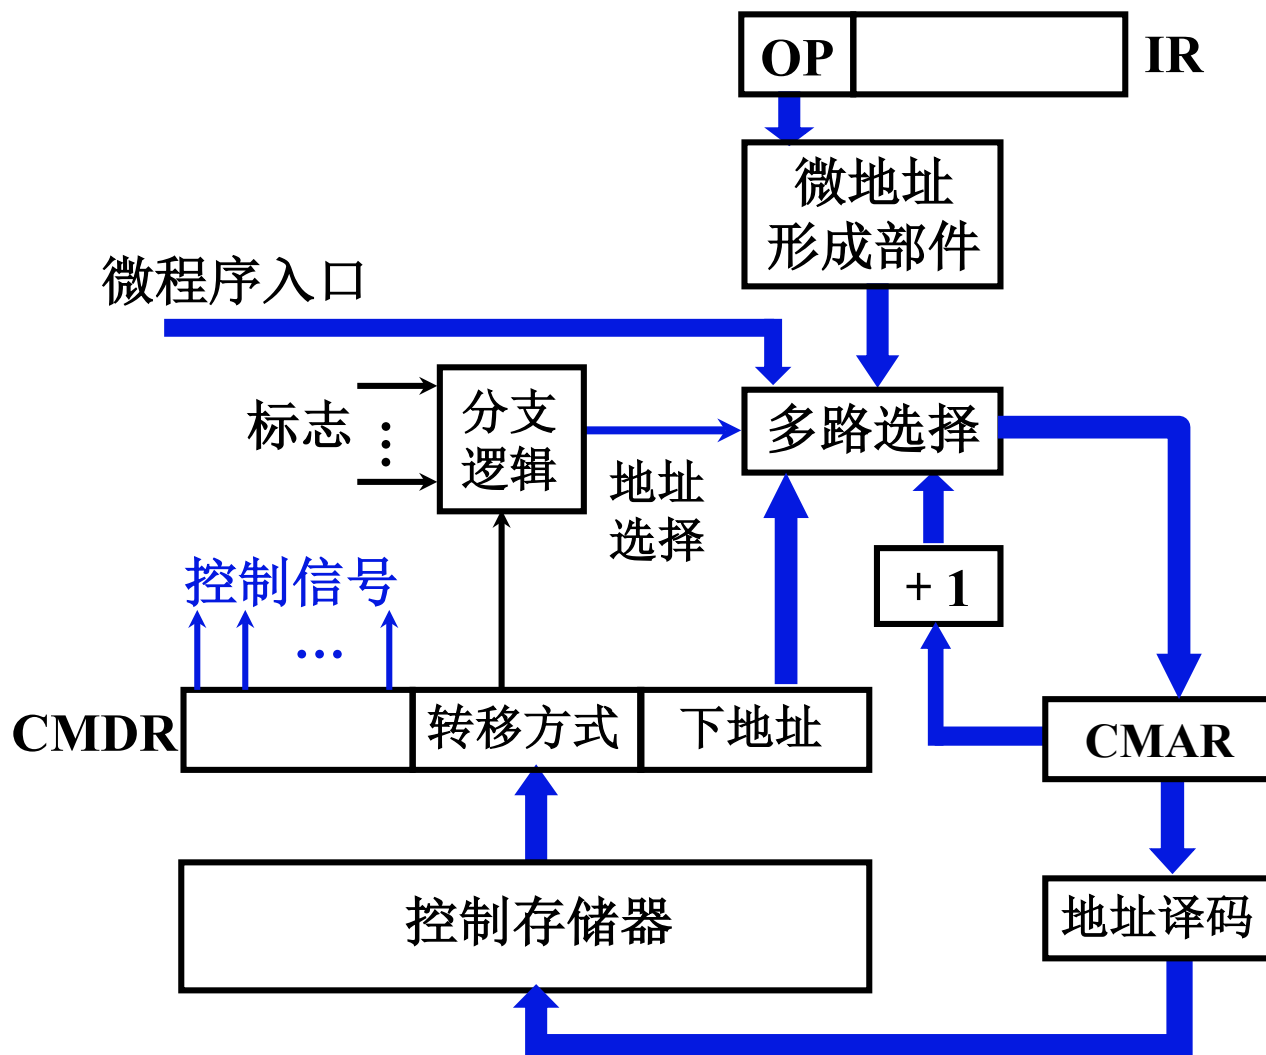 OP
IR
微地址
形成部件
微程序入口
标志
⋮
分支
逻辑
多路选择
地址
选择
控制信号
…
+ 1
CMDR
转移方式
下地址
CMAR
控制存储器
地址译码